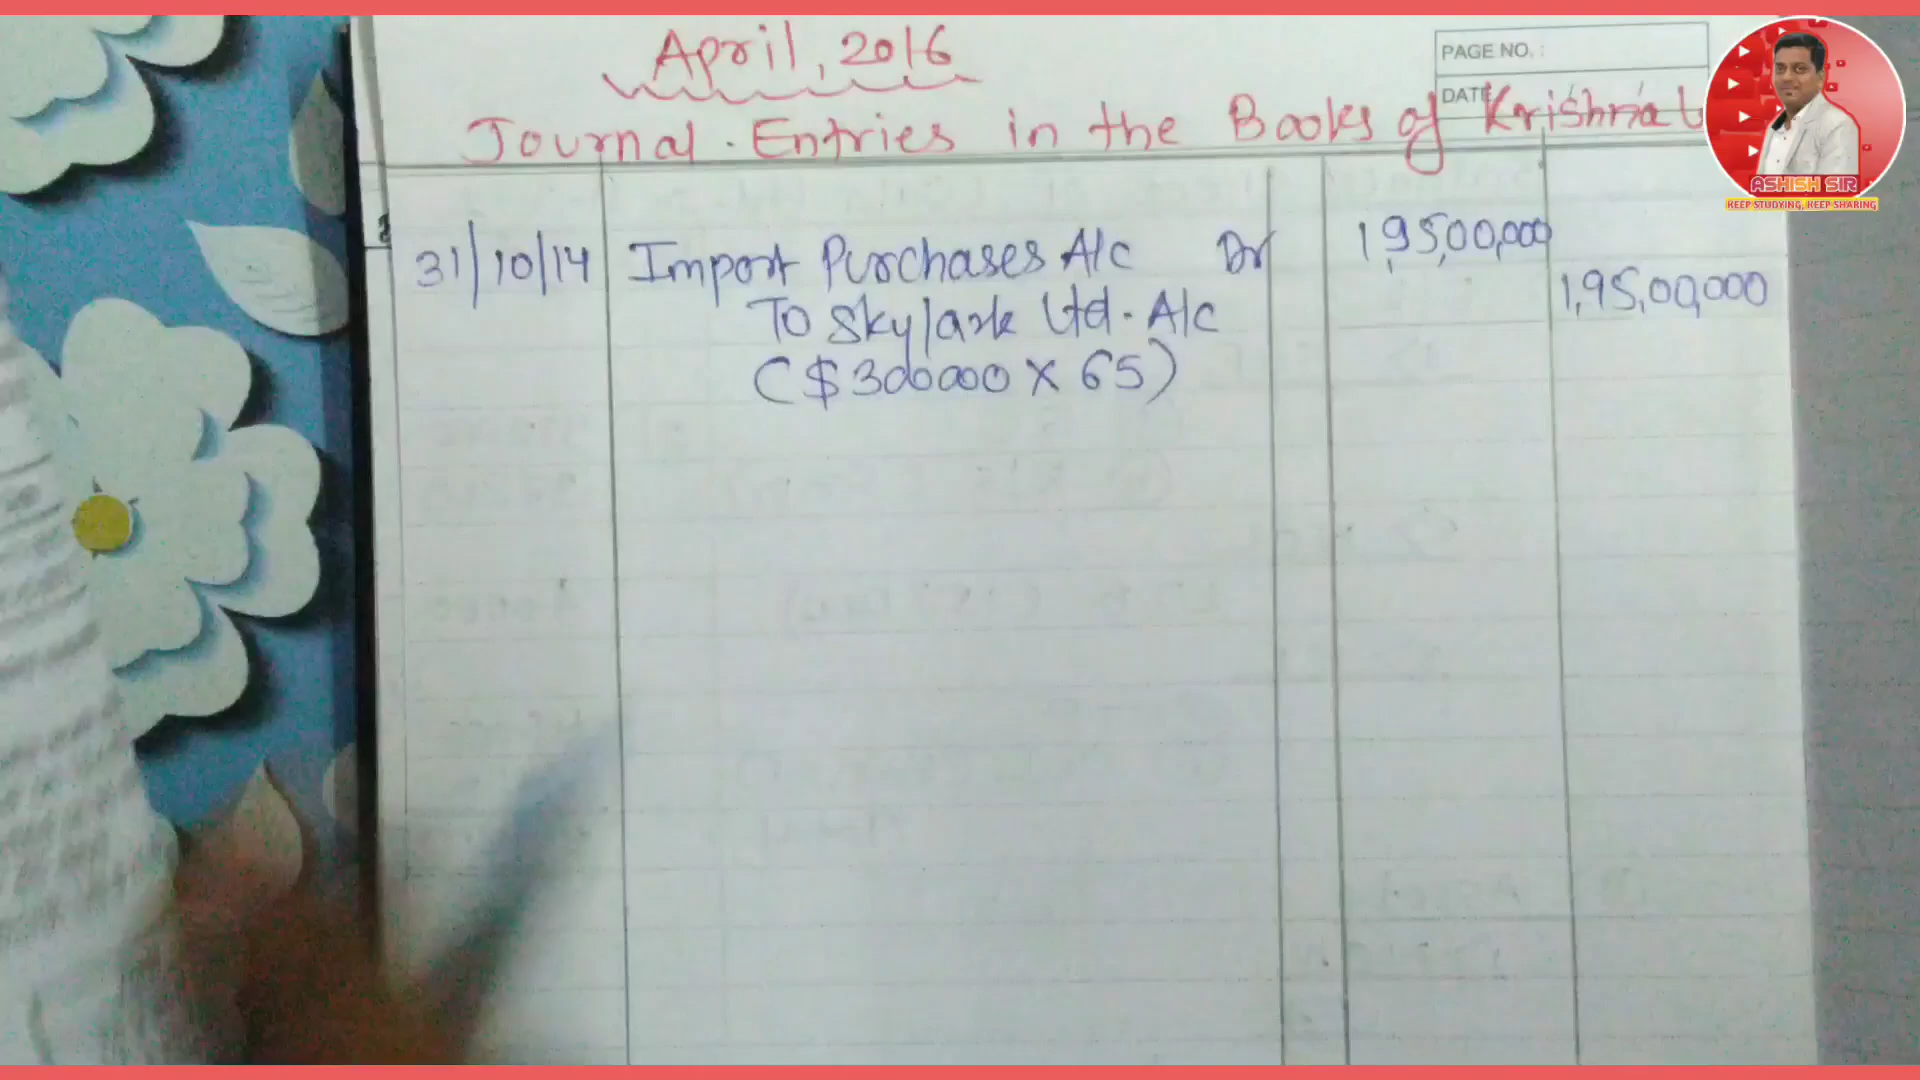 April, 2016
PAGE NO. :
DATE
Journal Entries in the Books of Krishna
ASHISH SIR
KEEP STUDYING, KEEP SHARING
31/10/14 Import Purchases A/c Dr 1,95,00,000
To Skylark Ltd. A/c 1,95,00,000
($300000 × 65)